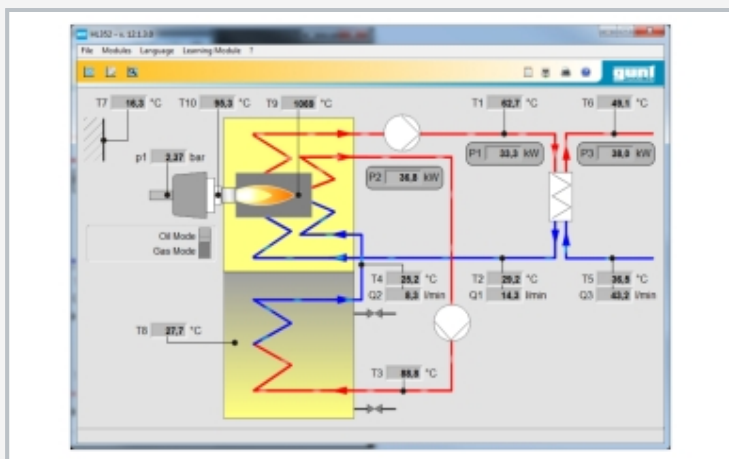 HL352 - v. 12.1.3.0
File Modules Language Learning Module ?
gunt
T7 16,3 °C T10 95,3 °C T9 1005 °C T1 62,7 °C T6 49,1 °C
p1 2,37 bar
P1 33,3 kW
P3 38,0 kW
P2 36,8 kW
Oil Mode
Gas Mode
T4 25,2 °C
Q2 8,3 l/min
T2 29,2 °C
Q1 14,3 l/min
T5 36,5 °C
Q3 43,2 l/min
T8 27,7 °C
T3 88,8 °C